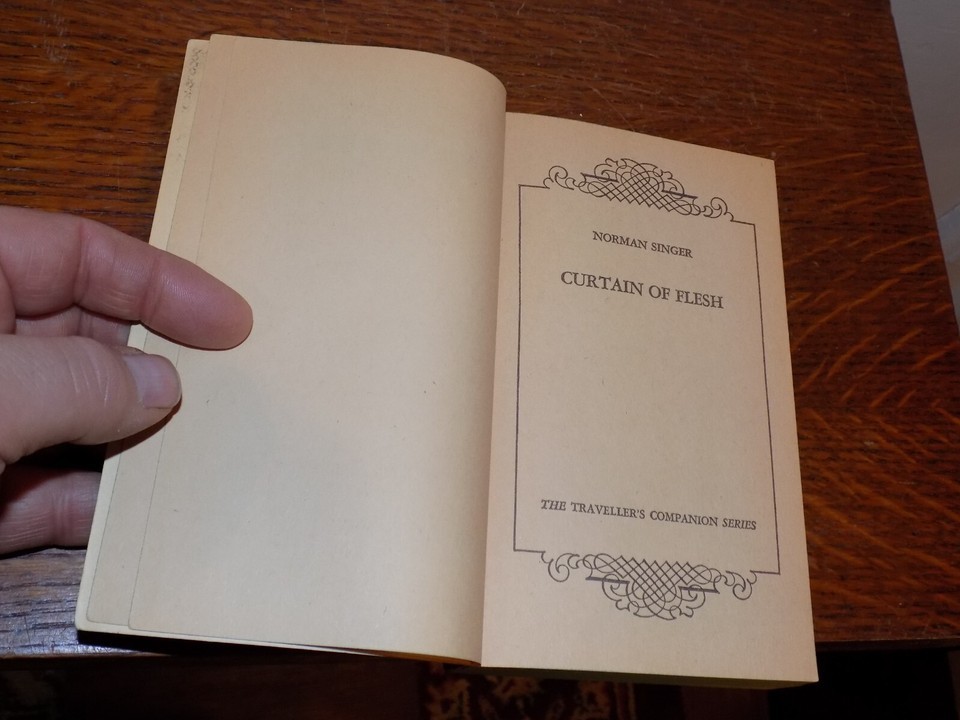 NORMAN SINGER
CURTAIN OF FLESH
THE TRAVELLER'S COMPANION SERIES